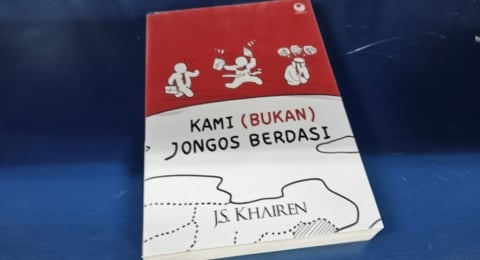 KAMI (BUKAN)
JONGOS BERDASI
J.S. KHAIREN